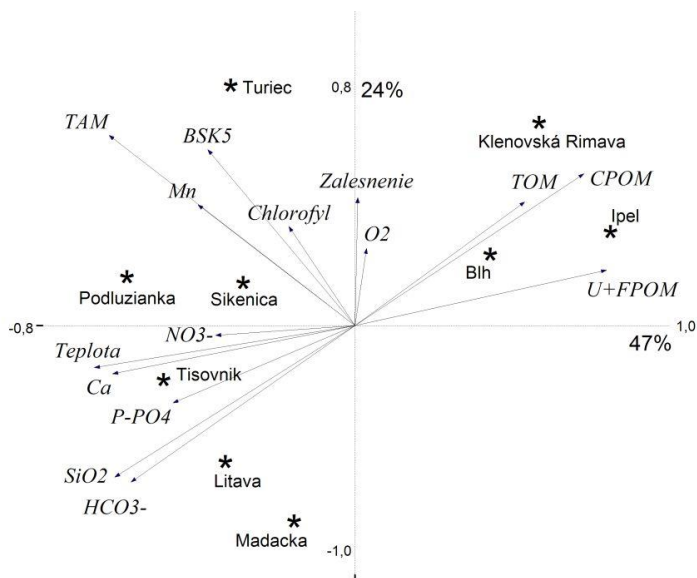 * Turiec
0,8
24%
TAM
BSK5
*
Klenovská Rimava
Mn
Zalesnenie
TOM
CPOM
Chlorofyl
O2
Ipel
*
*
Blh
*
Podluzianka
*
Sikenica
U+FPOM
-0,8
NO3-
1,0
47%
Teplota
Ca
* Tisovnik
P-PO4
SiO2
HCO3-
*
Litava
*
Madacka
-1,0